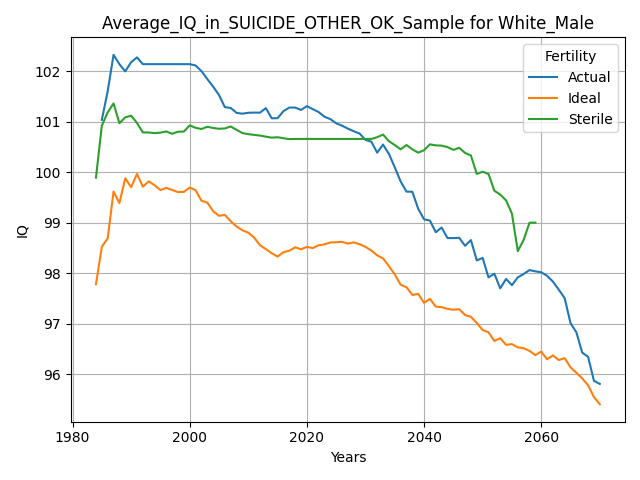 Average_IQ_in_SUICIDE_OTHER_OK_Sample for White_Male
Fertility
Actual
Ideal
Sterile
IQ
102
101
100
99
98
97
96
1980
2000
2020
2040
2060
Years